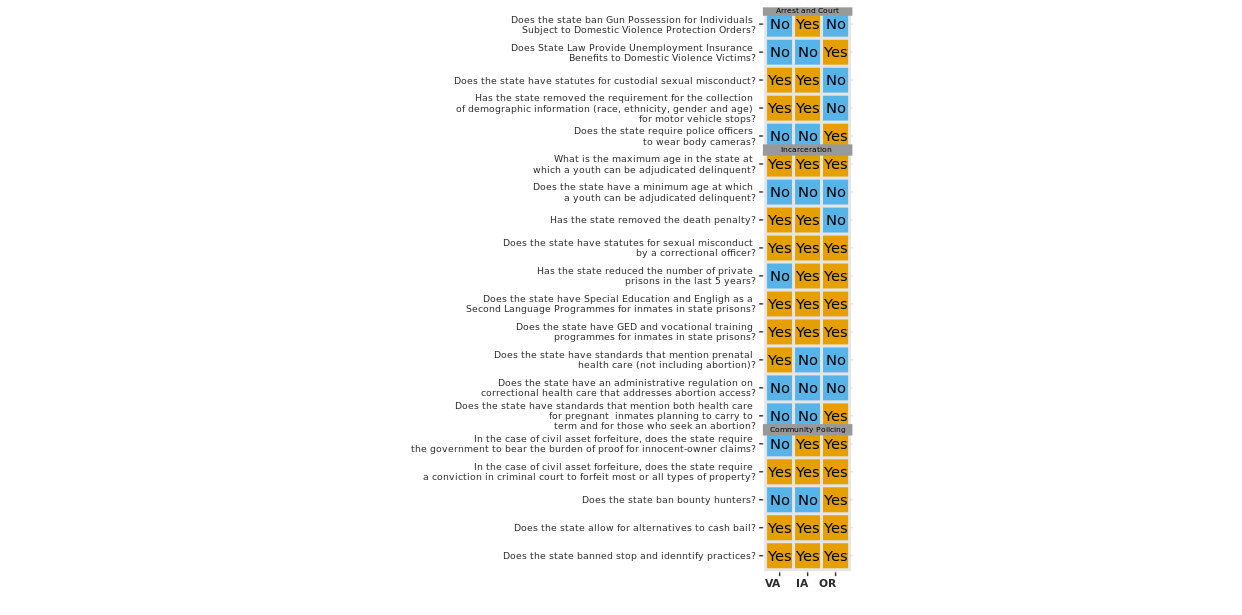 Arrest and Court
Does the state ban Gun Possession for Individuals
Subject to Domestic Violence Protection Orders?
No Yes No
Does State Law Provide Unemployment Insurance
Benefits to Domestic Violence Victims?
No No Yes
Does the state have statutes for custodial sexual misconduct?
Yes Yes No
Has the state removed the requirement for the collection
of demographic information (race, ethnicity, gender and age)
for motor vehicle stops?
Yes Yes No
Does the state require police officers
to wear body cameras?
No No Yes
Incarceration
What is the maximum age in the state at
which a youth can be adjudicated delinquent?
Yes Yes Yes
Does the state have a minimum age at which
a youth can be adjudicated delinquent?
No No No
Has the state removed the death penalty?
Yes Yes No
Does the state have statutes for sexual misconduct
by a correctional officer?
Yes Yes Yes
Has the state reduced the number of private
prisons in the last 5 years?
No Yes Yes
Does the state have Special Education and Engligh as a
Second Language Programmes for inmates in state prisons?
Yes Yes Yes
Does the state have GED and vocational training
programmes for inmates in state prisons?
Yes Yes Yes
Does the state have standards that mention prenatal
health care (not including abortion)?
Yes No No
Does the state have an administrative regulation on
correctional health care that addresses abortion access?
No No No
Does the state have standards that mention both health care
for pregnant inmates planning to carry to
term and for those who seek an abortion?
No No Yes
Community Policing
In the case of civil asset forfeiture, does the state require
the government to bear the burden of proof for innocent-owner claims?
No Yes Yes
In the case of civil asset forfeiture, does the state require
a conviction in criminal court to forfeit most or all types of property?
Yes Yes Yes
Does the state ban bounty hunters?
No No Yes
Does the state allow for alternatives to cash bail?
Yes Yes Yes
Does the state banned stop and idenntify practices?
Yes Yes Yes
VA IA OR